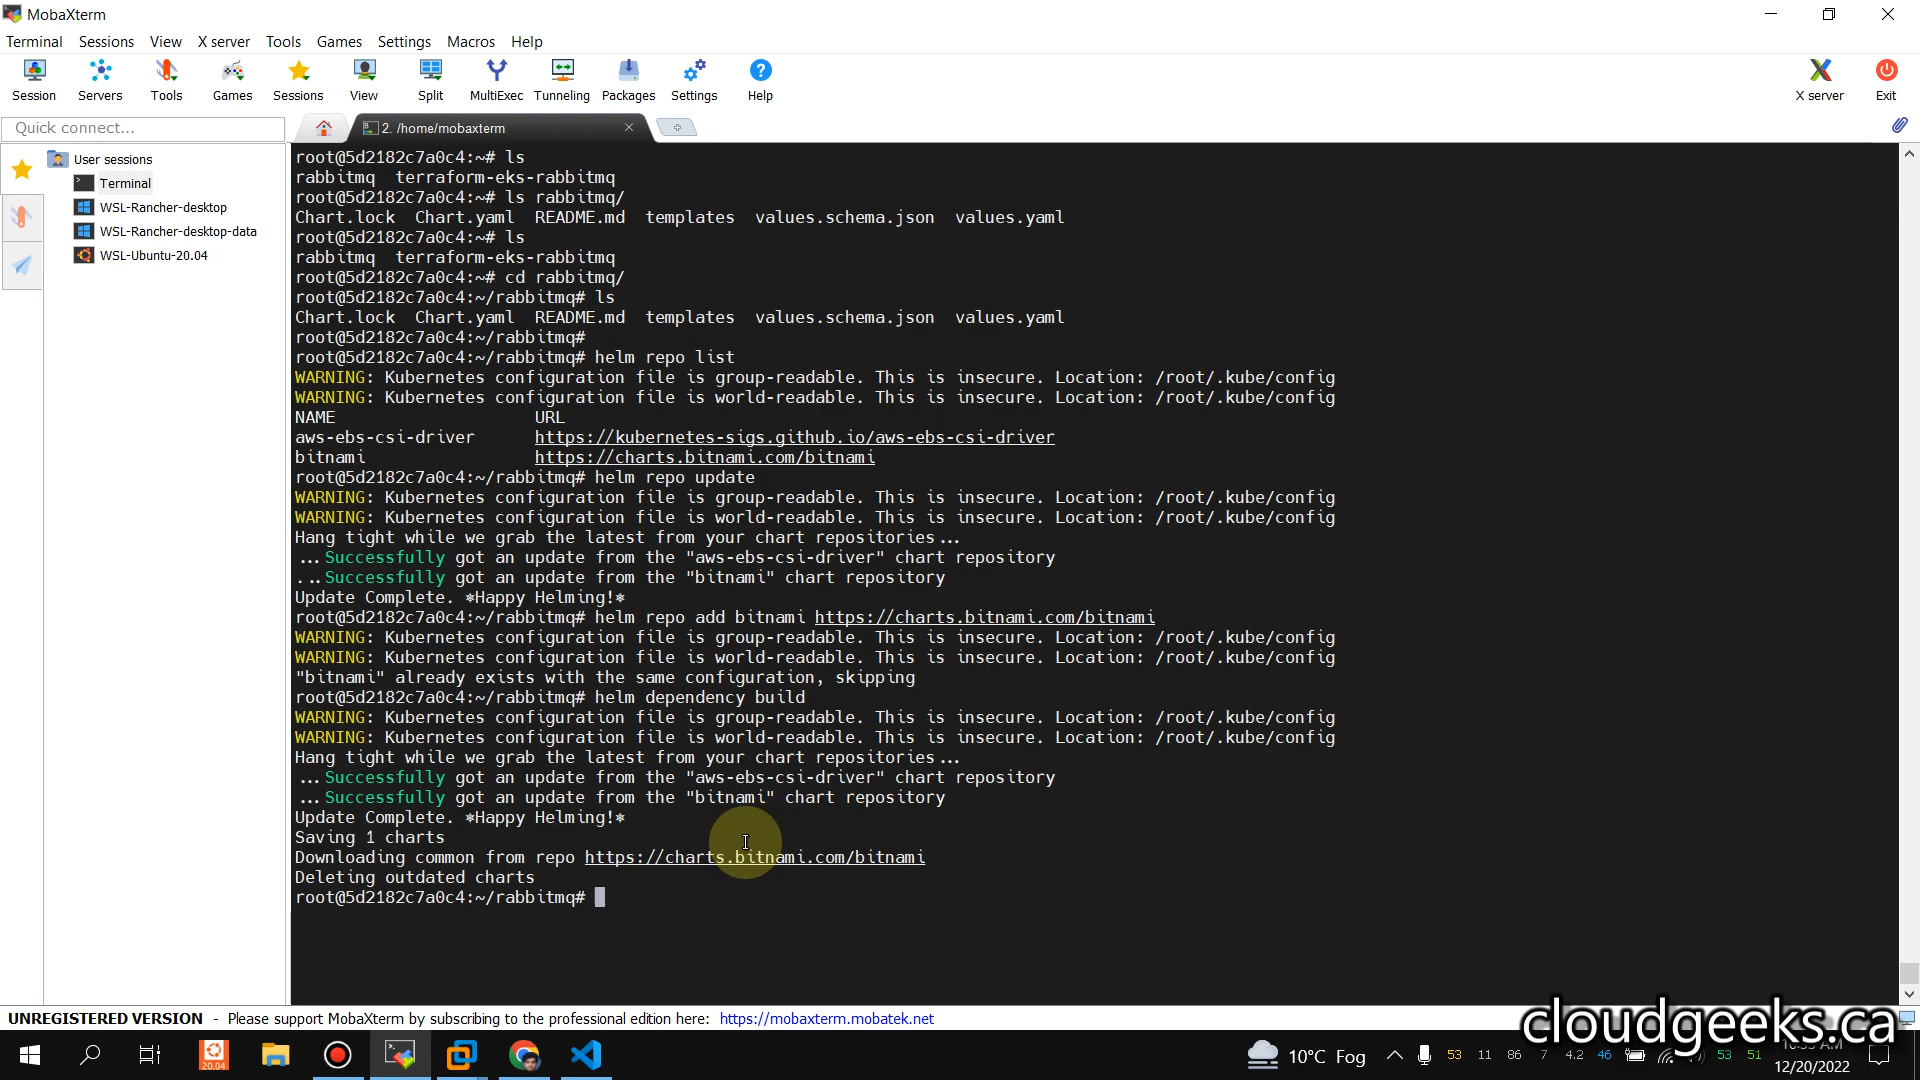 MobaXterm
Terminal Sessions View X server Tools Games Settings Macros Help
Session Servers Tools Games Sessions View Split MultiExec Tunneling Packages Settings Help X server Exit
Quick connect...
2. /home/mobaxterm
User sessions
Terminal
WSL-Rancher-desktop
WSL-Rancher-desktop-data
WSL-Ubuntu-20.04
root@5d2182c7a0c4:~# ls
rabbitmq terraform-eks-rabbitmq
root@5d2182c7a0c4:~# ls rabbitmq/
Chart.lock Chart.yaml README.md templates values.schema.json values.yaml
root@5d2182c7a0c4:~# ls
rabbitmq terraform-eks-rabbitmq
root@5d2182c7a0c4:~# cd rabbitmq/
root@5d2182c7a0c4:~/rabbitmq# ls
Chart.lock Chart.yaml README.md templates values.schema.json values.yaml
root@5d2182c7a0c4:~/rabbitmq#
root@5d2182c7a0c4:~/rabbitmq# helm repo list
WARNING: Kubernetes configuration file is group-readable. This is insecure. Location: /root/.kube/config
WARNING: Kubernetes configuration file is world-readable. This is insecure. Location: /root/.kube/config
NAME URL
aws-ebs-csi-driver https://kubernetes-sigs.github.io/aws-ebs-csi-driver
bitnami https://charts.bitnami.com/bitnami
root@5d2182c7a0c4:~/rabbitmq# helm repo update
WARNING: Kubernetes configuration file is group-readable. This is insecure. Location: /root/.kube/config
WARNING: Kubernetes configuration file is world-readable. This is insecure. Location: /root/.kube/config
Hang tight while we grab the latest from your chart repositories...
...Successfully got an update from the "aws-ebs-csi-driver" chart repository
...Successfully got an update from the "bitnami" chart repository
Update Complete. *Happy Helming!*
root@5d2182c7a0c4:~/rabbitmq# helm repo add bitnami https://charts.bitnami.com/bitnami
WARNING: Kubernetes configuration file is group-readable. This is insecure. Location: /root/.kube/config
WARNING: Kubernetes configuration file is world-readable. This is insecure. Location: /root/.kube/config
"bitnami" already exists with the same configuration, skipping
root@5d2182c7a0c4:~/rabbitmq# helm dependency build
WARNING: Kubernetes configuration file is group-readable. This is insecure. Location: /root/.kube/config
WARNING: Kubernetes configuration file is world-readable. This is insecure. Location: /root/.kube/config
Hang tight while we grab the latest from your chart repositories...
...Successfully got an update from the "aws-ebs-csi-driver" chart repository
...Successfully got an update from the "bitnami" chart repository
Update Complete. *Happy Helming!*
Saving 1 charts
Downloading common from repo https://charts.bitnami.com/bitnami
Deleting outdated charts
root@5d2182c7a0c4:~/rabbitmq#
UNREGISTERED VERSION - Please support MobaXterm by subscribing to the professional edition here: https://mobaxterm.mobatek.net
cloudgeeks.ca
20.04
10°C Fog 53 11 86 7 4.2 46 53 51
12/20/2022